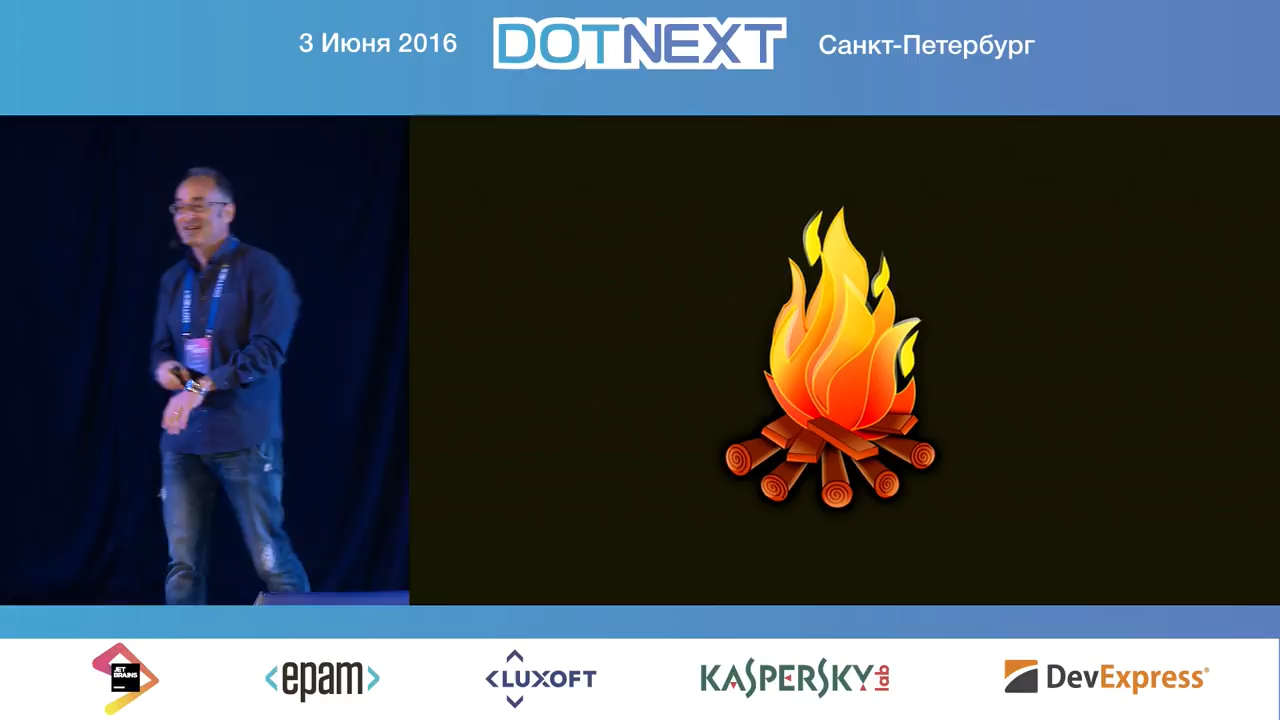 3 Июня 2016
DOTNEXT
Санкт-Петербург
JET
BRAINS
<epam>
<LUXOFT
KASPERSKY lab
DevExpress®